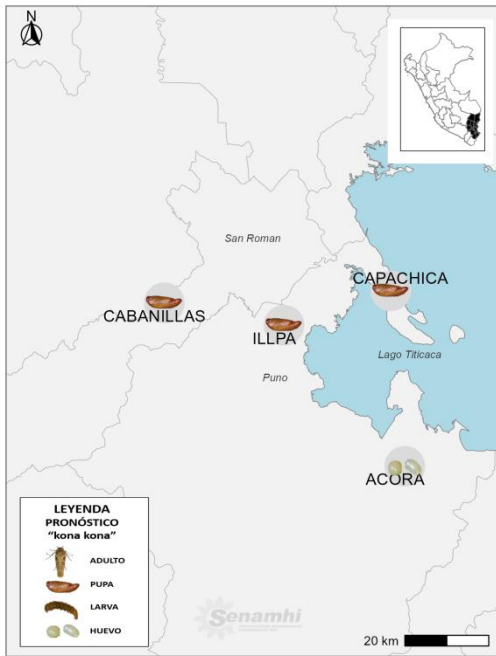 N
San Roman
CAPACHICA
CABANILLAS
ILLPA
Lago Titicaca
Puno
ACORA
LEYENDA
PRONÓSTICO
"kona kona"
ADULTO
PUPA
LARVA
HUEVO
Senamhi
20 km